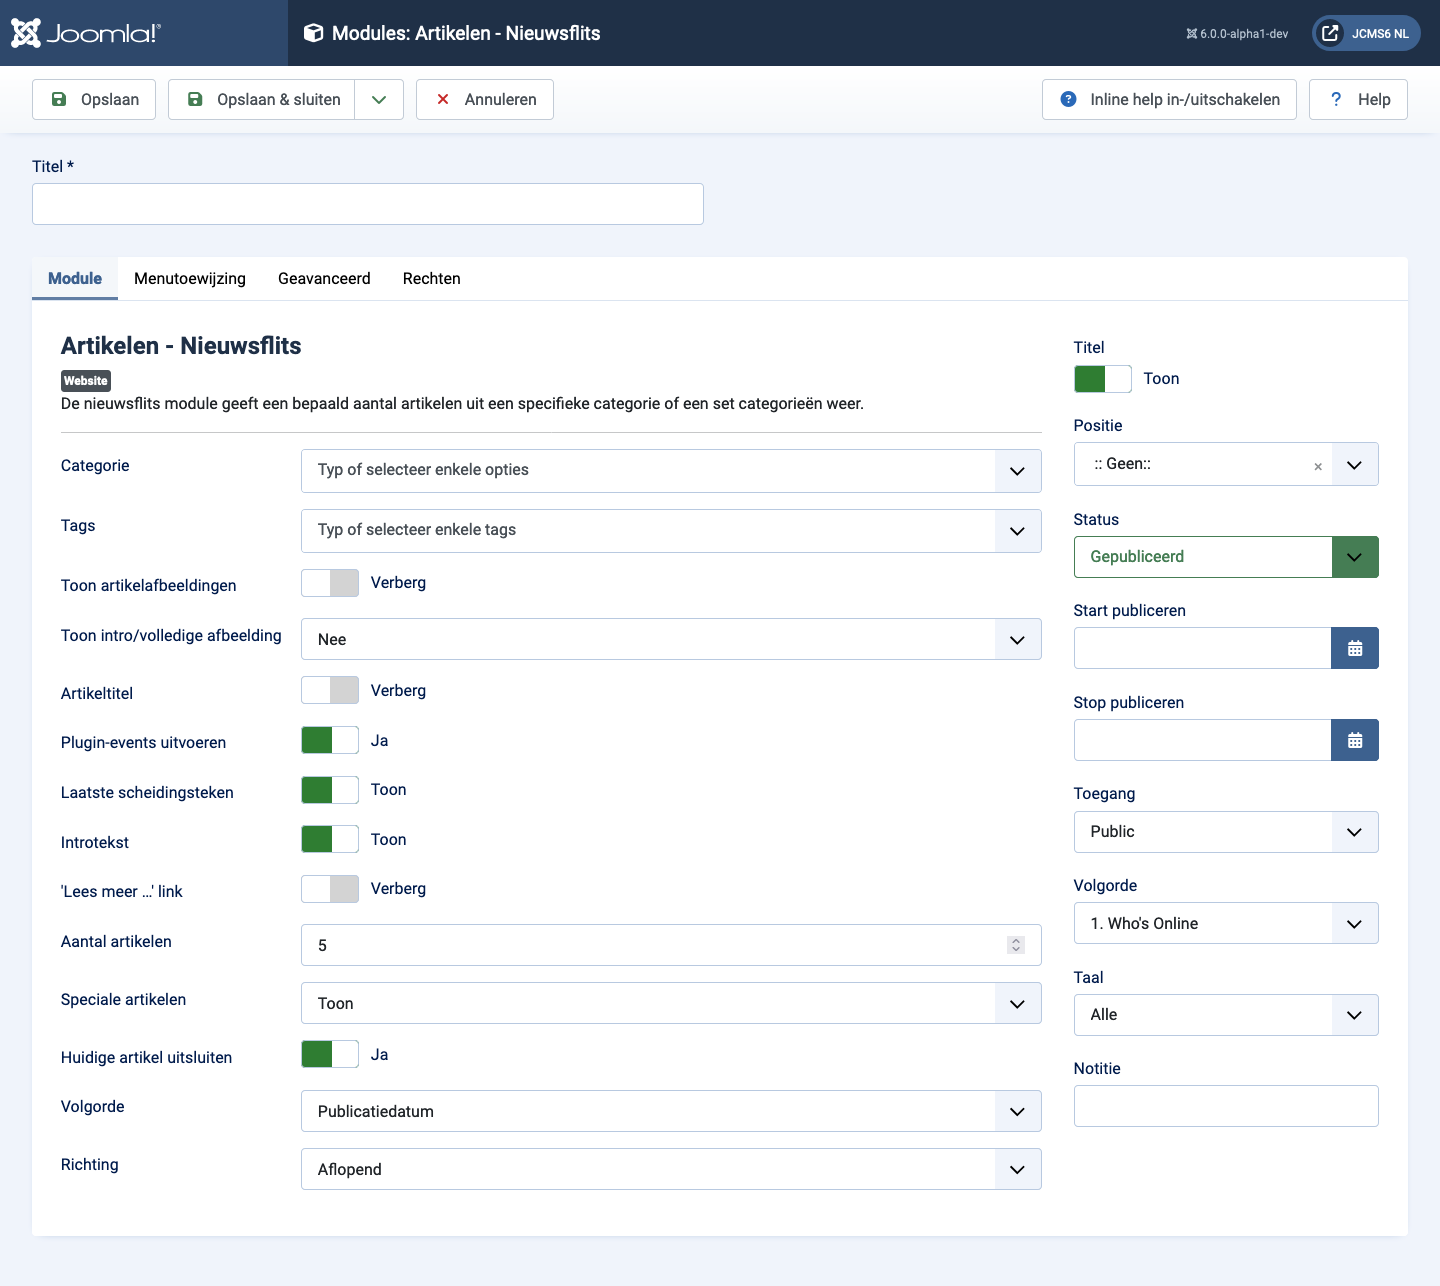 Joomla!®
Modules: Artikelen - Nieuwsflits
6.0.0-alpha1-dev
JCMS6 NL
Opslaan
Opslaan & sluiten
Annuleren
Inline help in-/uitschakelen
? Help
Titel *
Module
Menutoewijzing
Geavanceerd
Rechten
Artikelen - Nieuwsflits
Website
De nieuwsflits module geeft een bepaald aantal artikelen uit een specifieke categorie of een set categorieën weer.
Categorie
Typ of selecteer enkele opties
Tags
Typ of selecteer enkele tags
Toon artikelafbeeldingen
Verberg
Toon intro/volledige afbeelding
Nee
Artikeltitel
Verberg
Plugin-events uitvoeren
Ja
Laatste scheidingsteken
Toon
Introtekst
Toon
'Lees meer ...' link
Verberg
Aantal artikelen
5
Speciale artikelen
Toon
Huidige artikel uitsluiten
Ja
Volgorde
Publicatiedatum
Richting
Aflopend
Titel
Toon
Positie
:: Geen:: ×
Status
Gepubliceerd
Start publiceren
Stop publiceren
Toegang
Public
Volgorde
1. Who's Online
Taal
Alle
Notitie